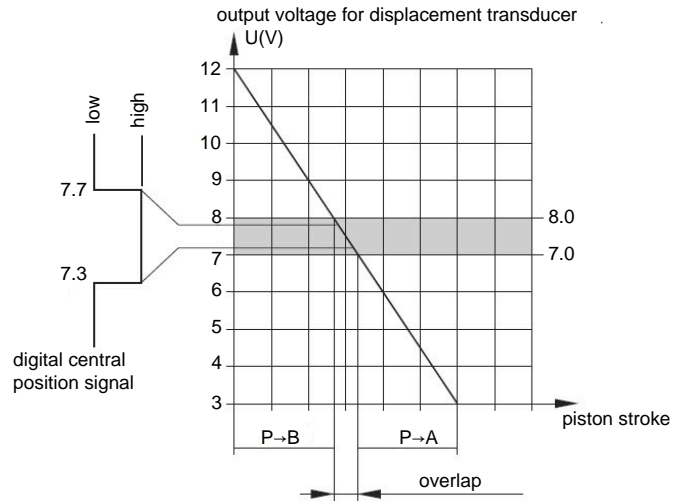 output voltage for displacement transducer
U(V)
12
11
10
9
8
7
6
5
4
3
low
high
7.7
7.3
digital central
position signal
8.0
7.0
piston stroke
P→B
P→A
overlap